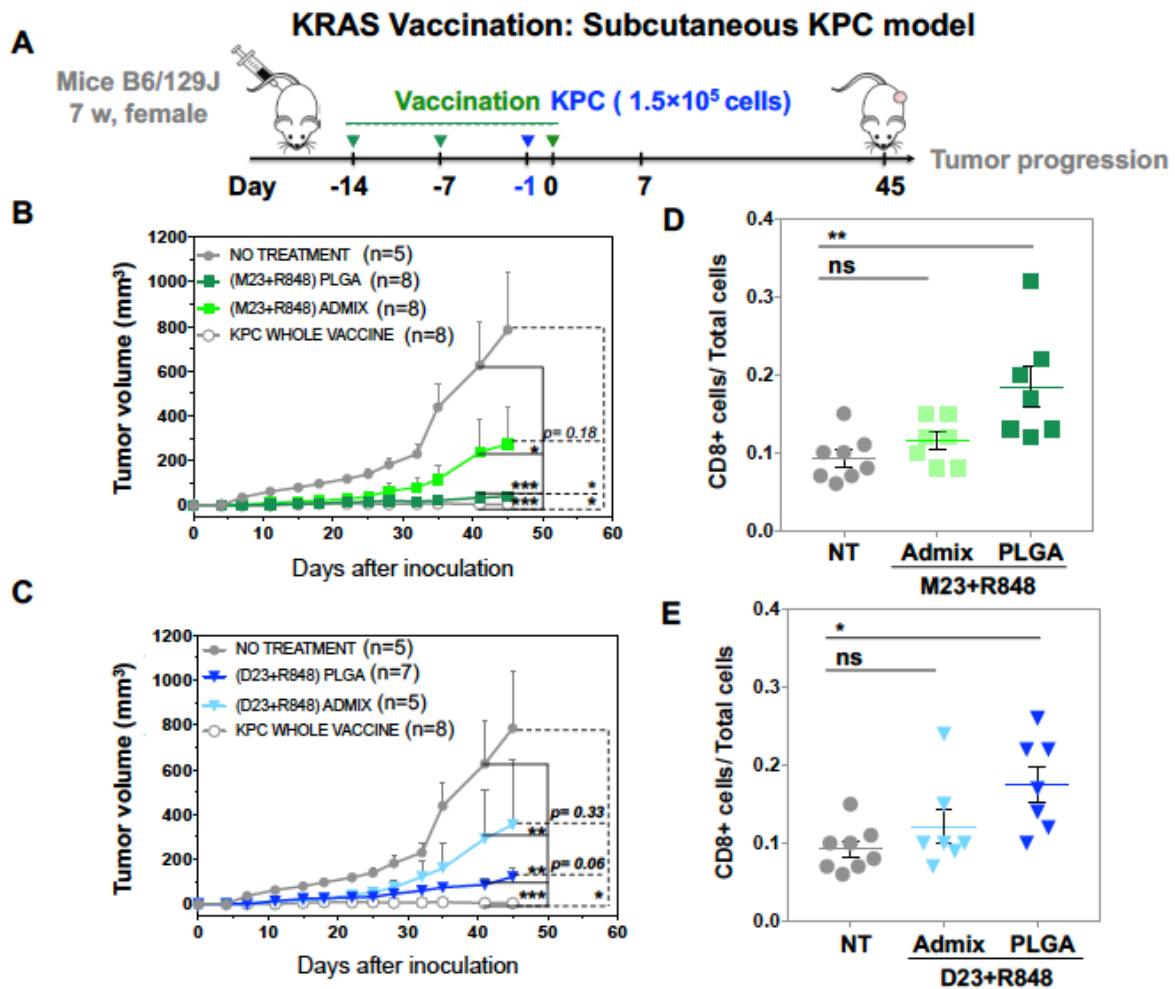 KRAS Vaccination: Subcutaneous KPC model
A
Mice B6/129J
7 w, female
Vaccination KPC ( 1.5×10⁵ cells)
Day -14 -7 -1 0 7 45
Tumor progression
B
Tumor volume (mm³)
1200
1000
800
600
400
200
0
NO TREATMENT (n=5)
(M23+R848) PLGA (n=8)
(M23+R848) ADMIX (n=8)
KPC WHOLE VACCINE (n=8)
p= 0.18
*
*** *
*** *
0 10 20 30 40 50 60
Days after inoculation
D
CD8+ cells/ Total cells
0.4
0.3
0.2
0.1
0.0
**
ns
NT Admix PLGA
M23+R848
C
Tumor volume (mm³)
1200
1000
800
600
400
200
0
NO TREATMENT (n=5)
(D23+R848) PLGA (n=7)
(D23+R848) ADMIX (n=5)
KPC WHOLE VACCINE (n=8)
p= 0.33
**
p= 0.06
**
*** *
0 10 20 30 40 50 60
Days after inoculation
E
CD8+ cells/ Total cells
0.4
0.3
0.2
0.1
0.0
*
ns
NT Admix PLGA
D23+R848